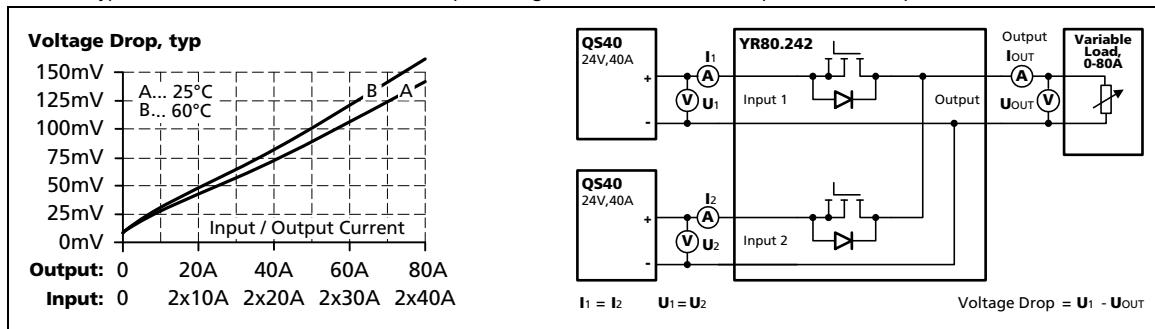 Voltage Drop, typ
150mV
125mV
100mV
75mV
50mV
25mV
0mV
A... 25°C
B... 60°C
B
A
Input / Output Current
Output: 0 20A 40A 60A 80A
Input: 0 2x10A 2x20A 2x30A 2x40A
QS40
24V,40A
+
-
I1
A
V
U1
YR80.242
Input 1
Output
Output
IOUT
A
UOUT
V
Variable
Load,
0-80A
QS40
24V,40A
+
-
I2
A
V
U2
Input 2
I1 = I2
U1 = U2
Voltage Drop = U1 - UOUT